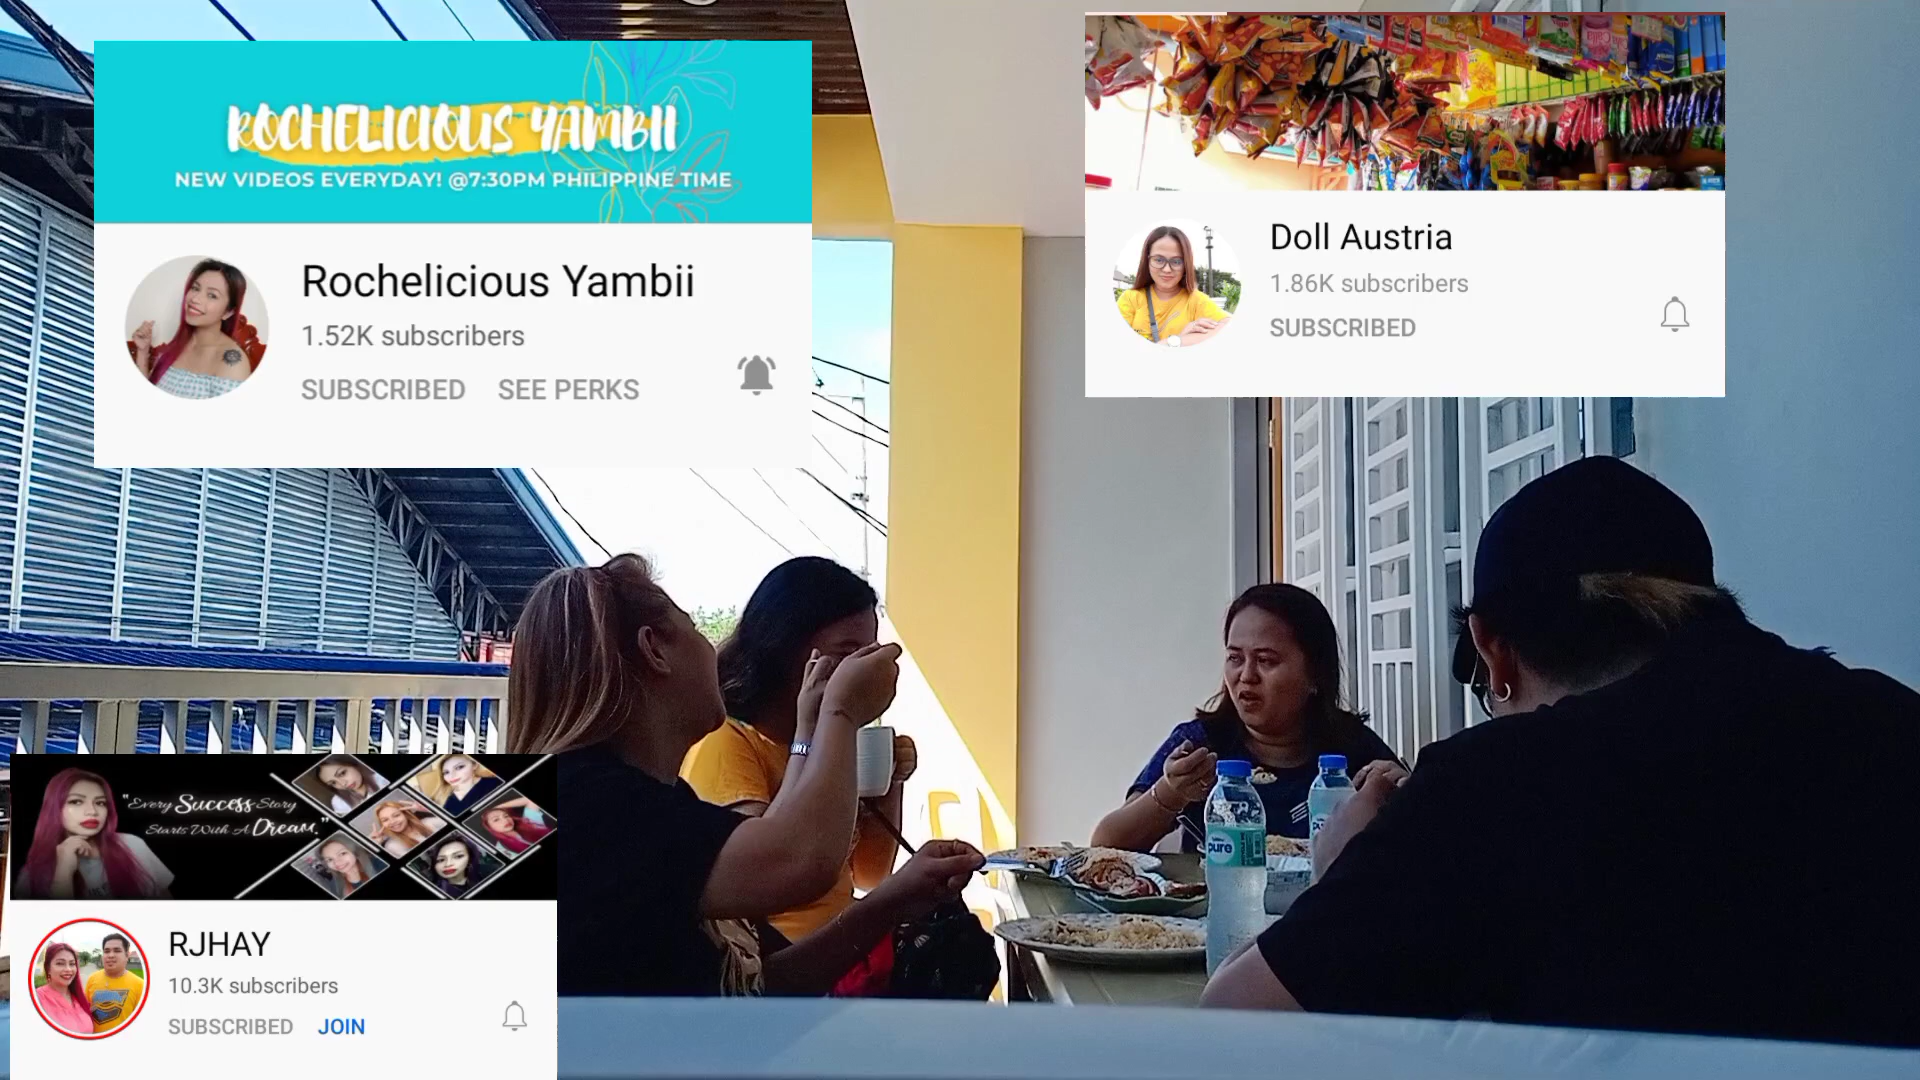 ROCHELICIOUS YAMBII
NEW VIDEOS EVERYDAY! @7:30PM PHILIPPINE TIME
Rochelicious Yambii
1.52K subscribers
SUBSCRIBED SEE PERKS
Doll Austria
1.86K subscribers
SUBSCRIBED
"Every Success Story
Starts With A Dream."
RJHAY
10.3K subscribers
SUBSCRIBED JOIN
pure